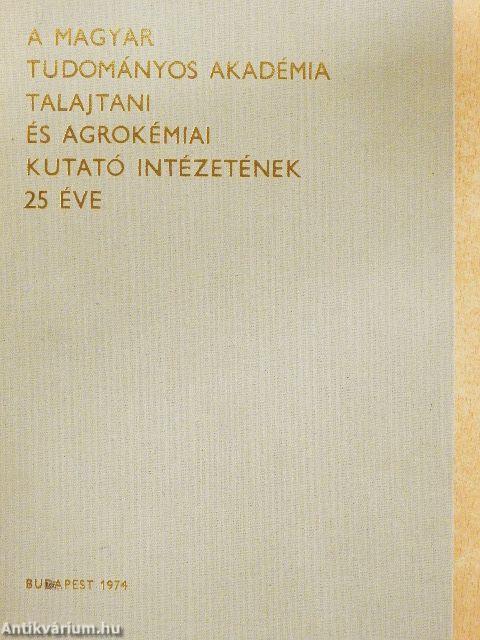 A MAGYAR
TUDOMÁNYOS AKADÉMIA
TALAJTANI
ÉS AGROKÉMIAI
KUTATÓ INTÉZETÉNEK
25 ÉVE
BUDAPEST 1974
Antikvárium.hu